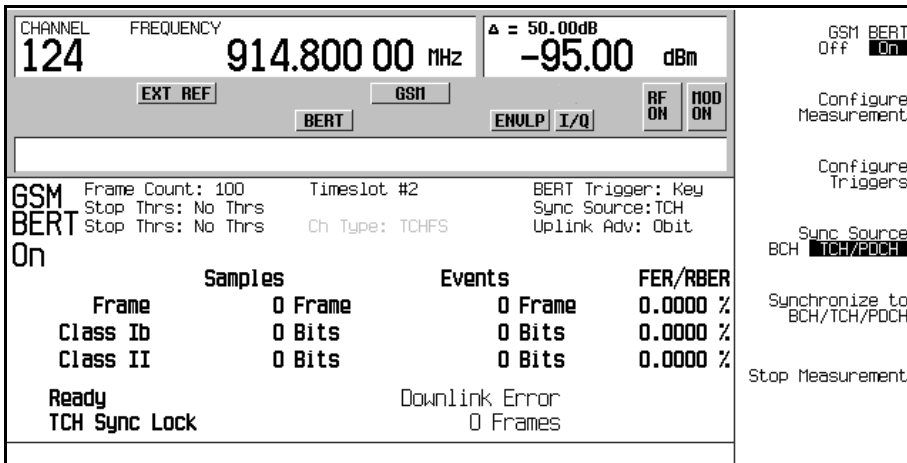 CHANNEL FREQUENCY Δ = 50.00dB
124 914.800 00 MHz -95.00 dBm
EXT REF GSM RF ON MOD ON
BERT ENVLP I/Q
GSM BERT On
Frame Count: 100 Timeslot #2 BERT Trigger: Key
Stop Thrs: No Thrs Sync Source:TCH
Stop Thrs: No Thrs Ch Type: TCHFS Uplink Adv: 0bit
Samples Events FER/RBER
Frame 0 Frame 0 Frame 0.0000 %
Class Ib 0 Bits 0 Bits 0.0000 %
Class II 0 Bits 0 Bits 0.0000 %
Ready Downlink Error
TCH Sync Lock 0 Frames
GSM BERT
Off On
Configure
Measurement
Configure
Triggers
Sync Source
BCH TCH/PDCH
Synchronize to
BCH/TCH/PDCH
Stop Measurement